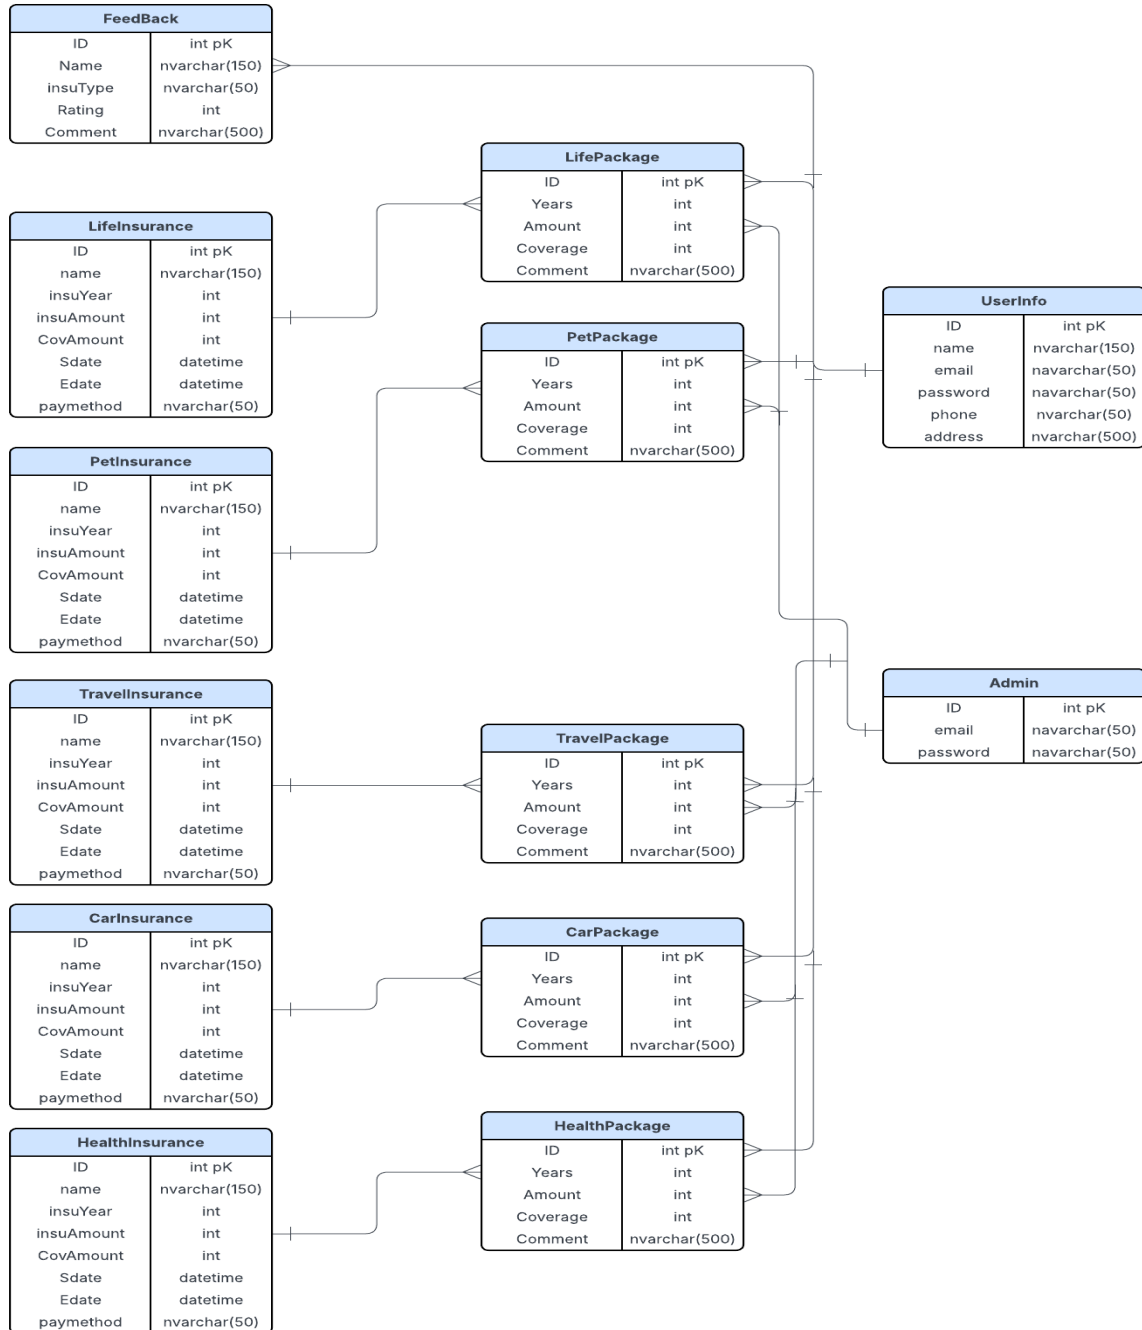 FeedBack
ID int pK
Name nvarchar(150)
insuType nvarchar(50)
Rating int
Comment nvarchar(500)
LifeInsurance
ID int pK
name nvarchar(150)
insuYear int
insuAmount int
CovAmount int
Sdate datetime
Edate datetime
paymethod nvarchar(50)
PetInsurance
ID int pK
name nvarchar(150)
insuYear int
insuAmount int
CovAmount int
Sdate datetime
Edate datetime
paymethod nvarchar(50)
TravelInsurance
ID int pK
name nvarchar(150)
insuYear int
insuAmount int
CovAmount int
Sdate datetime
Edate datetime
paymethod nvarchar(50)
CarInsurance
ID int pK
name nvarchar(150)
insuYear int
insuAmount int
CovAmount int
Sdate datetime
Edate datetime
paymethod nvarchar(50)
HealthInsurance
ID int pK
name nvarchar(150)
insuYear int
insuAmount int
CovAmount int
Sdate datetime
Edate datetime
paymethod nvarchar(50)
LifePackage
ID int pK
Years int
Amount int
Coverage int
Comment nvarchar(500)
PetPackage
ID int pK
Years int
Amount int
Coverage int
Comment nvarchar(500)
TravelPackage
ID int pK
Years int
Amount int
Coverage int
Comment nvarchar(500)
CarPackage
ID int pK
Years int
Amount int
Coverage int
Comment nvarchar(500)
HealthPackage
ID int pK
Years int
Amount int
Coverage int
Comment nvarchar(500)
UserInfo
ID int pK
name nvarchar(150)
email navarchar(50)
password navarchar(50)
phone nvarchar(50)
address nvarchar(500)
Admin
ID int pK
email navarchar(50)
password navarchar(50)